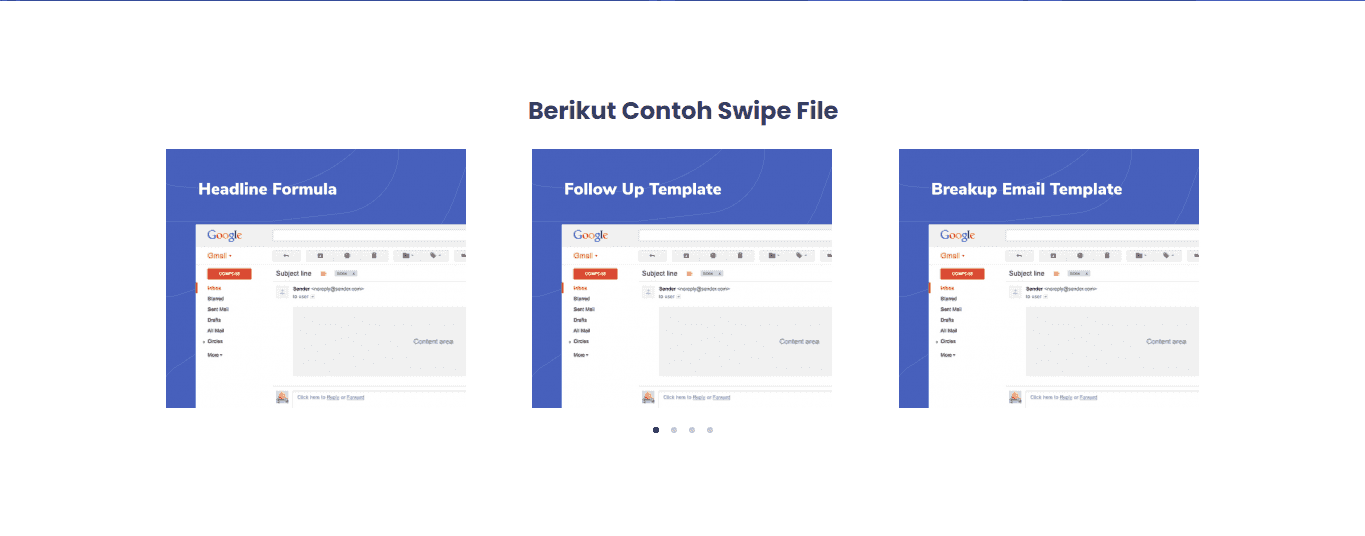 Berikut Contoh Swipe File
Headline Formula
Google
Gmail
COMPOSE
Inbox
Starred
Sent Mail
Drafts
All Mail
Circles
More
Subject line
Sender <noreply@sender.com>
to user
Content area
Click here to Reply or Forward
Follow Up Template
Google
Gmail
COMPOSE
Inbox
Starred
Sent Mail
Drafts
All Mail
Circles
More
Subject line
Sender <noreply@sender.com>
to user
Content area
Click here to Reply or Forward
Breakup Email Template
Google
Gmail
COMPOSE
Inbox
Starred
Sent Mail
Drafts
All Mail
Circles
More
Subject line
Sender <noreply@sender.com>
to user
Content area
Click here to Reply or Forward